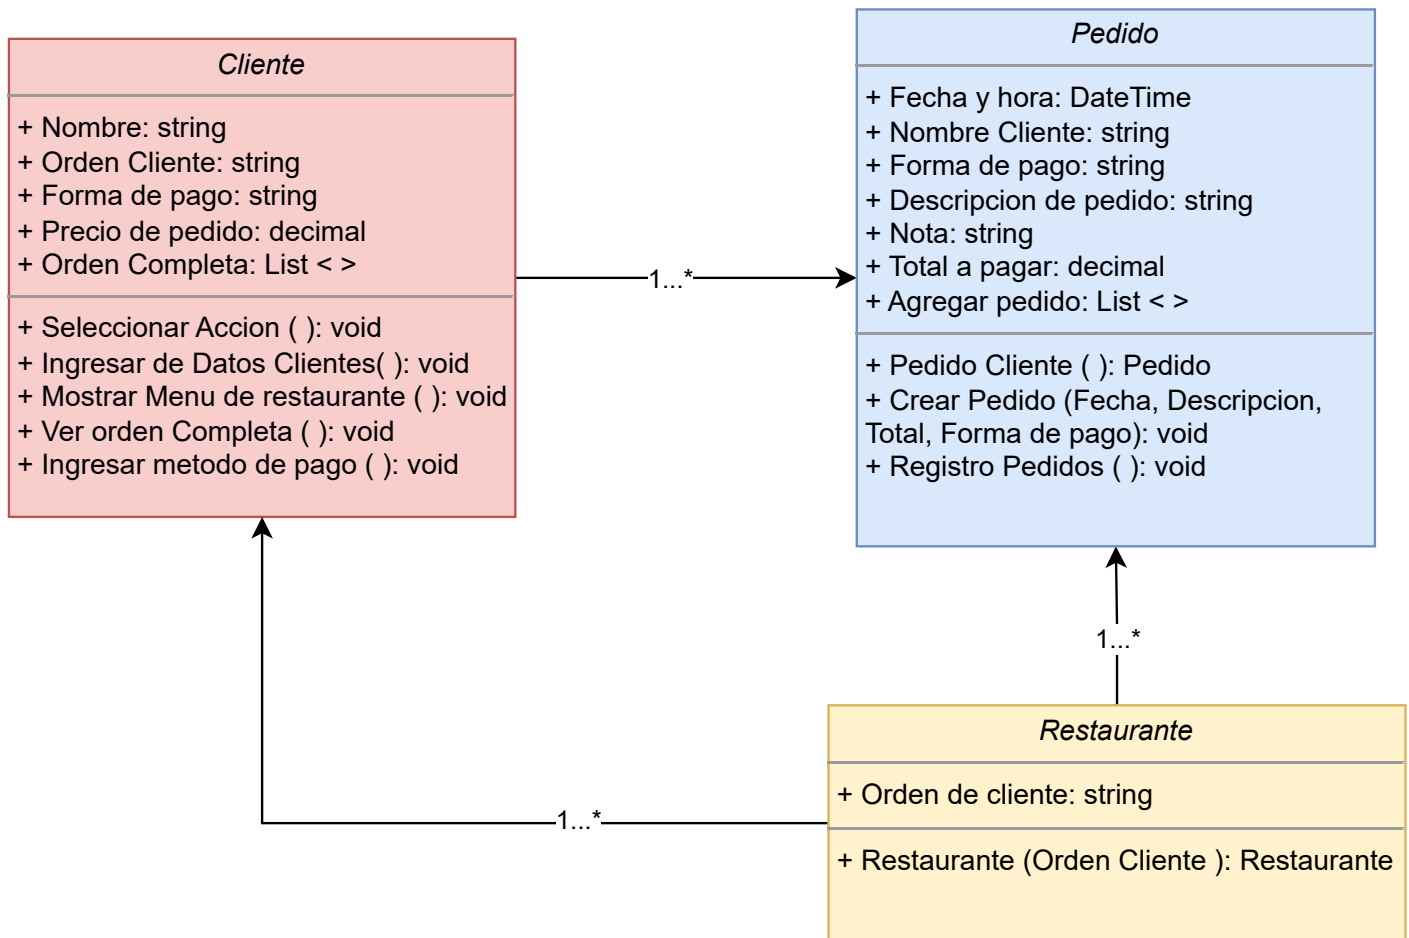 Cliente
+ Nombre: string
+ Orden Cliente: string
+ Forma de pago: string
+ Precio de pedido: decimal
+ Orden Completa: List < >
+ Seleccionar Accion ( ): void
+ Ingresar de Datos Clientes( ): void
+ Mostrar Menu de restaurante ( ): void
+ Ver orden Completa ( ): void
+ Ingresar metodo de pago ( ): void
1...*
Pedido
+ Fecha y hora: DateTime
+ Nombre Cliente: string
+ Forma de pago: string
+ Descripcion de pedido: string
+ Nota: string
+ Total a pagar: decimal
+ Agregar pedido: List < >
+ Pedido Cliente ( ): Pedido
+ Crear Pedido (Fecha, Descripcion,
Total, Forma de pago): void
+ Registro Pedidos ( ): void
1...*
1...*
Restaurante
+ Orden de cliente: string
+ Restaurante (Orden Cliente ): Restaurante